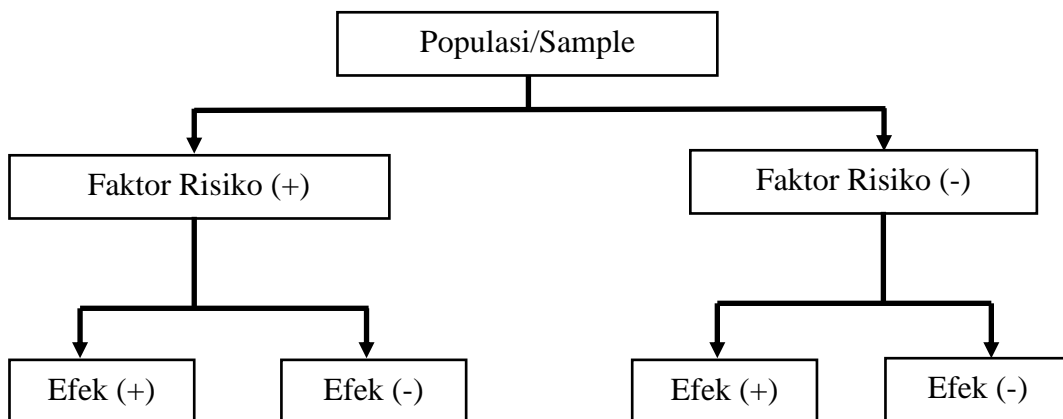 Populasi/Sample
Faktor Risiko (+)
Faktor Risiko (-)
Efek (+)
Efek (-)
Efek (+)
Efek (-)